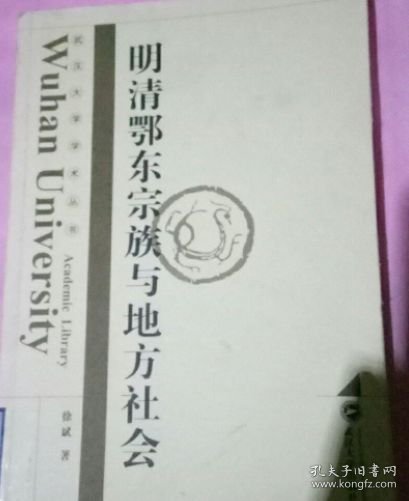 武汉大学学术丛书
Wuhan University
Academic Library
明清鄂东宗族与地方社会
徐斌 著
孔夫子旧书网
www.kongfz.com